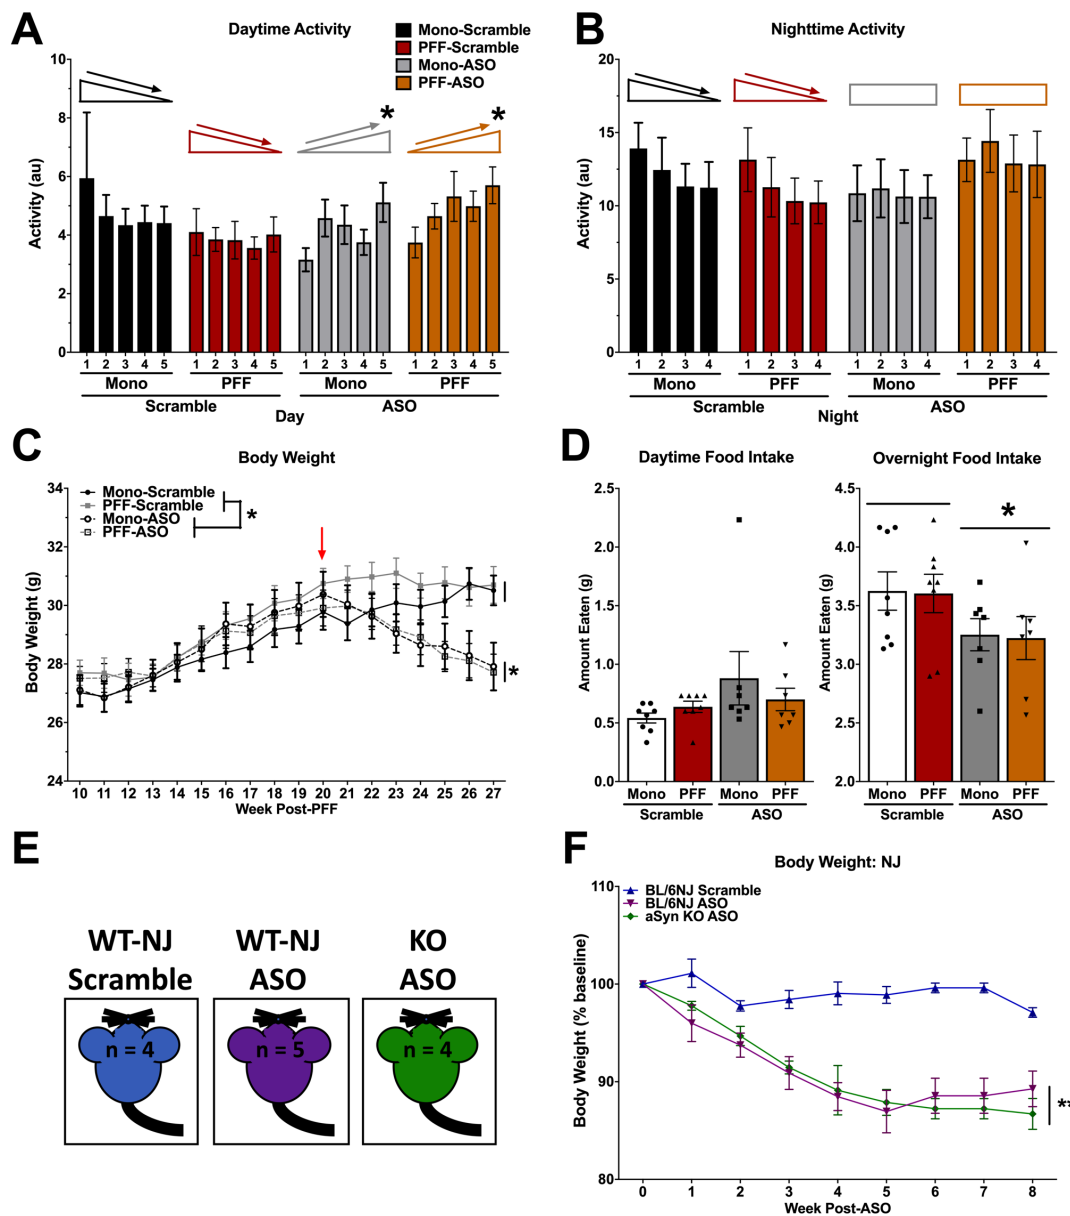 A
Daytime Activity
Mono-Scramble
PFF-Scramble
Mono-ASO
PFF-ASO
Activity (au)
10
8
6
4
2
0
*
*
1 2 3 4 5 1 2 3 4 5 1 2 3 4 5 1 2 3 4 5
Mono PFF Mono PFF
Scramble ASO
Day
B
Nighttime Activity
Activity (au)
20
15
10
5
0
1 2 3 4 1 2 3 4 1 2 3 4 1 2 3 4
Mono PFF Mono PFF
Scramble ASO
Night
C
Body Weight
Mono-Scramble
PFF-Scramble
Mono-ASO
PFF-ASO
*
Body Weight (g)
34
32
30
28
26
24
*
10 11 12 13 14 15 16 17 18 19 20 21 22 23 24 25 26 27
Week Post-PFF
D
Daytime Food Intake
Amount Eaten (g)
2.5
2.0
1.5
1.0
0.5
0.0
Mono PFF Mono PFF
Scramble ASO
Overnight Food Intake
Amount Eaten (g)
4.5
4.0
3.5
3.0
2.5
2.0
*
Mono PFF Mono PFF
Scramble ASO
E
WT-NJ
Scramble
n = 4
WT-NJ
ASO
n = 5
KO
ASO
n = 4
F
Body Weight: NJ
BL/6NJ Scramble
BL/6NJ ASO
aSyn KO ASO
Body Weight (% baseline)
110
100
90
80
**
0 1 2 3 4 5 6 7 8
Week Post-ASO